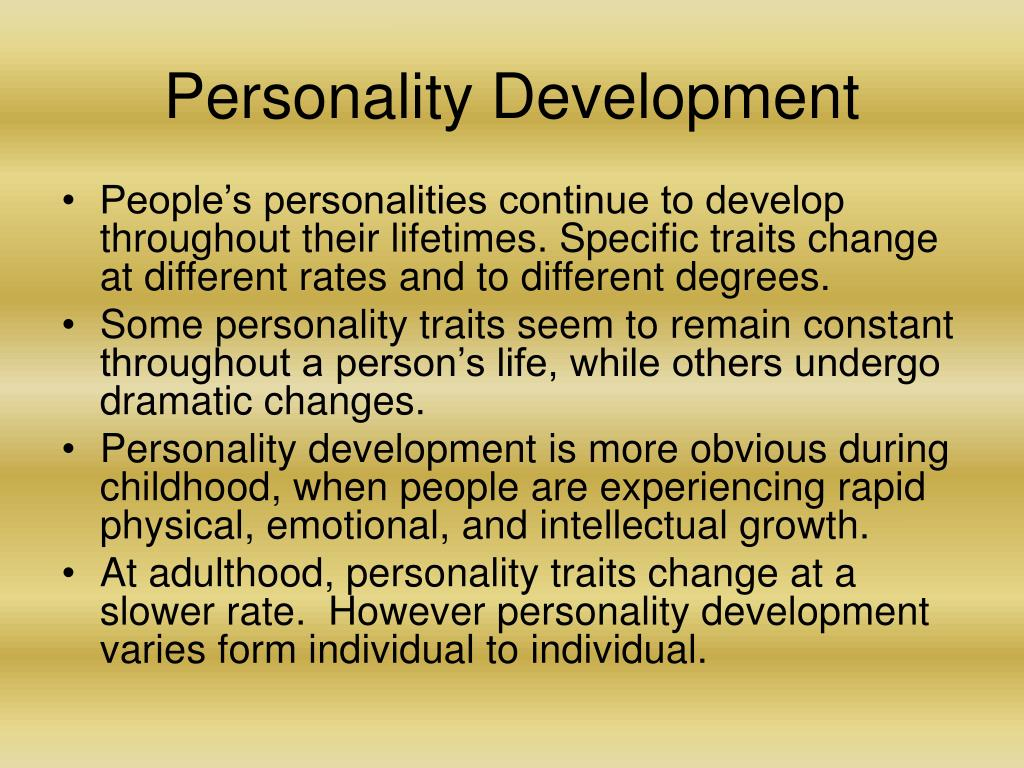 Personality Development
• People’s personalities continue to develop
throughout their lifetimes. Specific traits change
at different rates and to different degrees.
• Some personality traits seem to remain constant
throughout a person’s life, while others undergo
dramatic changes.
• Personality development is more obvious during
childhood, when people are experiencing rapid
physical, emotional, and intellectual growth.
• At adulthood, personality traits change at a
slower rate.  However personality development
varies form individual to individual.